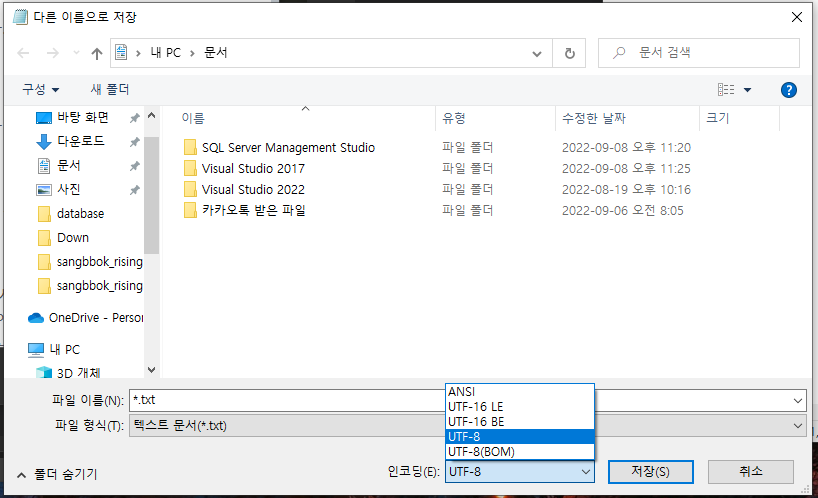 다른 이름으로 저장
내 PC > 문서
문서 검색
구성
새 폴더
바탕 화면
다운로드
문서
사진
database
Down
sangbbok_rising
sangbbok_rising
OneDrive - Person
내 PC
3D 개체
이름 유형 수정한 날짜 크기
SQL Server Management Studio 파일 폴더 2022-09-08 오후 11:20
Visual Studio 2017 파일 폴더 2022-09-08 오후 11:25
Visual Studio 2022 파일 폴더 2022-08-19 오후 10:16
카카오톡 받은 파일 파일 폴더 2022-09-06 오전 8:05
파일 이름(N): *.txt
파일 형식(T): 텍스트 문서(*.txt)
ANSI
UTF-16 LE
UTF-16 BE
UTF-8
UTF-8(BOM)
폴더 숨기기
인코딩(E): UTF-8
저장(S)
취소